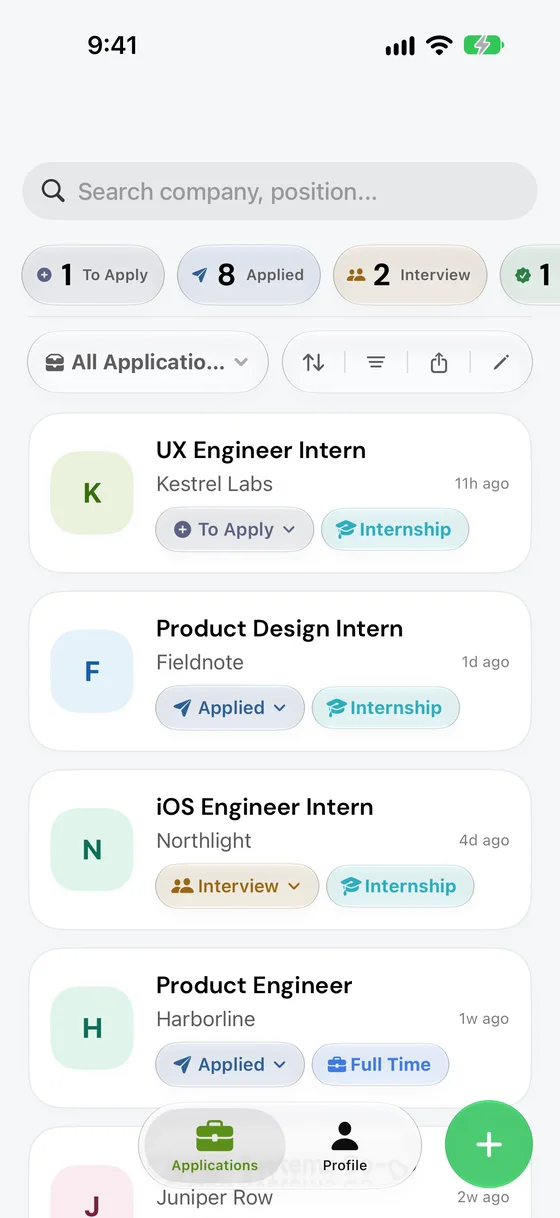 9:41
Search company, position...
1 To Apply 8 Applied 2 Interview 1
All Applicatio...
K
UX Engineer Intern
Kestrel Labs 11h ago
To Apply Internship
F
Product Design Intern
Fieldnote 1d ago
Applied Internship
N
iOS Engineer Intern
Northlight 4d ago
Interview Internship
H
Product Engineer
Harborline 1w ago
Applied Full Time
J
Juniper Row 2w ago
Applications Profile